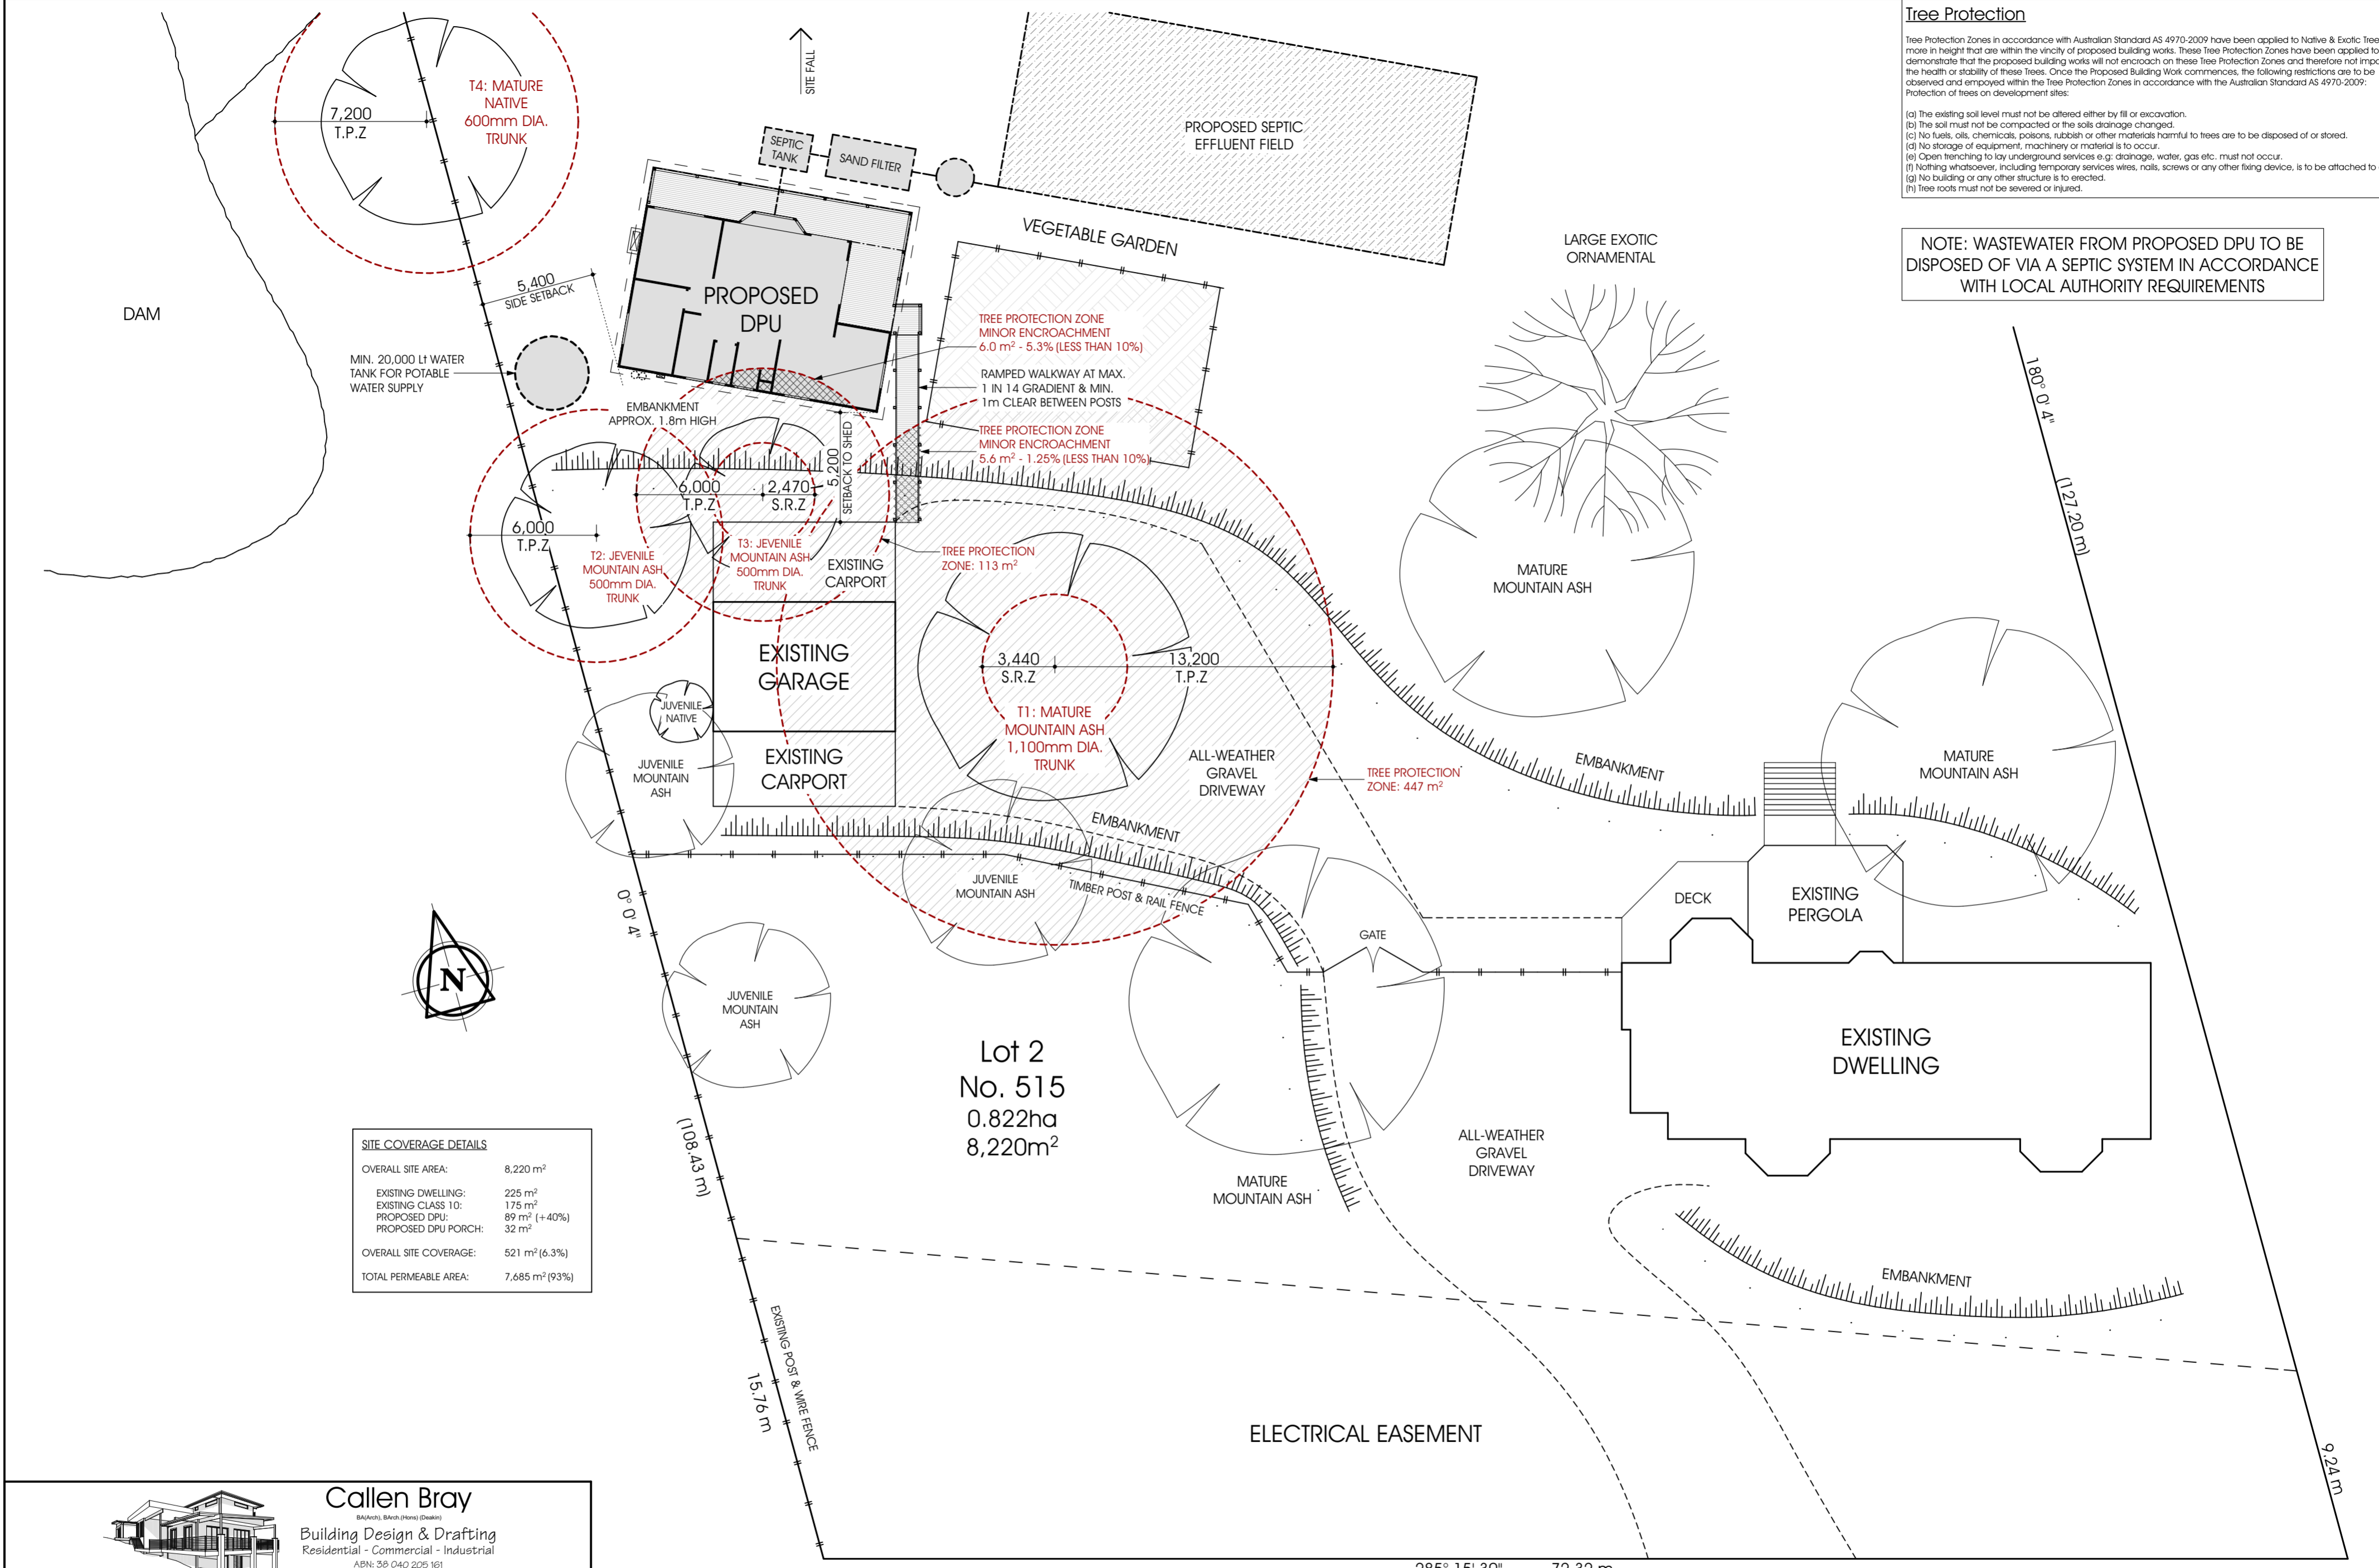 Tree Protection
Tree Protection Zones in accordance with Australian Standard AS 4970-2009 have been applied to Native & Exotic Tree
more in height that are within the vincity of proposed building works. These Tree Protection Zones have been applied to
demonstrate that the proposed building works will not encroach on these Tree Protection Zones and therefore not impa
the health or stability of these Trees. Once the Proposed Building Work commences, the following restrictions are to be
observed and empoyed within the Tree Protection Zones in accordance with the Australian Standard AS 4970-2009:
Protection of trees on development sites:
(a) The existing soil level must not be altered either by fill or excavation.
(b) The soil must not be compacted or the soils drainage changed.
(c) No fuels, oils, chemicals, poisons, rubbish or other materials harmful to trees are to be disposed of or stored.
(d) No storage of equipment, machinery or material is to occur.
(e) Open trenching to lay underground services e.g: drainage, water, gas etc. must not occur.
(f) Nothing whatsoever, including temporary services wires, nails, screws or any other fixing device, is to be attached to
(g) No building or any other structure is to erected.
(h) Tree roots must not be severed or injured.
NOTE: WASTEWATER FROM PROPOSED DPU TO BE
DISPOSED OF VIA A SEPTIC SYSTEM IN ACCORDANCE
WITH LOCAL AUTHORITY REQUIREMENTS
SITE FALL
T4: MATURE
NATIVE
600mm DIA.
TRUNK
7,200
T.P.Z
PROPOSED SEPTIC
EFFLUENT FIELD
SEPTIC
TANK
SAND FILTER
VEGETABLE GARDEN
LARGE EXOTIC
ORNAMENTAL
DAM
5,400
SIDE SETBACK
PROPOSED
DPU
TREE PROTECTION ZONE
MINOR ENCROACHMENT
6.0 m² - 5.3% (LESS THAN 10%)
MIN. 20,000 Lt WATER
TANK FOR POTABLE
WATER SUPPLY
RAMPED WALKWAY AT MAX.
1 IN 14 GRADIENT & MIN.
1m CLEAR BETWEEN POSTS
EMBANKMENT
APPROX. 1.8m HIGH
TREE PROTECTION ZONE
MINOR ENCROACHMENT
5.6 m² - 1.25% (LESS THAN 10%)
5,200
SETBACK TO SHED
6,000
T.P.Z
2,470
S.R.Z
6,000
T.P.Z
T2: JEVENILE
MOUNTAIN ASH
500mm DIA.
TRUNK
T3: JEVENILE
MOUNTAIN ASH
500mm DIA.
TRUNK
EXISTING
CARPORT
TREE PROTECTION
ZONE: 113 m²
180° 0' 4"
(127.20 m)
MATURE
MOUNTAIN ASH
EXISTING
GARAGE
3,440
S.R.Z
13,200
T.P.Z
T1: MATURE
MOUNTAIN ASH
1,100mm DIA.
TRUNK
JUVENILE
NATIVE
JUVENILE
MOUNTAIN
ASH
EXISTING
CARPORT
ALL-WEATHER
GRAVEL
DRIVEWAY
TREE PROTECTION
ZONE: 447 m²
EMBANKMENT
MATURE
MOUNTAIN ASH
EMBANKMENT
JUVENILE
MOUNTAIN ASH
TIMBER POST & RAIL FENCE
GATE
DECK
EXISTING
PERGOLA
0° 0' 4"
N
JUVENILE
MOUNTAIN
ASH
EXISTING
DWELLING
Lot 2
No. 515
0.822ha
8,220m²
(108.43 m)
MATURE
MOUNTAIN ASH
ALL-WEATHER
GRAVEL
DRIVEWAY
SITE COVERAGE DETAILS
OVERALL SITE AREA: 8,220 m²
EXISTING DWELLING: 225 m²
EXISTING CLASS 10: 175 m²
PROPOSED DPU: 89 m² (+40%)
PROPOSED DPU PORCH: 32 m²
OVERALL SITE COVERAGE: 521 m² (6.3%)
TOTAL PERMEABLE AREA: 7,685 m² (93%)
EMBANKMENT
EXISTING POST & WIRE FENCE
15.76 m
ELECTRICAL EASEMENT
9.24 m
Callen Bray
BA(Arch), BArch.(Hons) (Deakin)
Building Design & Drafting
Residential - Commercial - Industrial
ABN: 38 040 205 161
285° 15' 30" 72.32 m